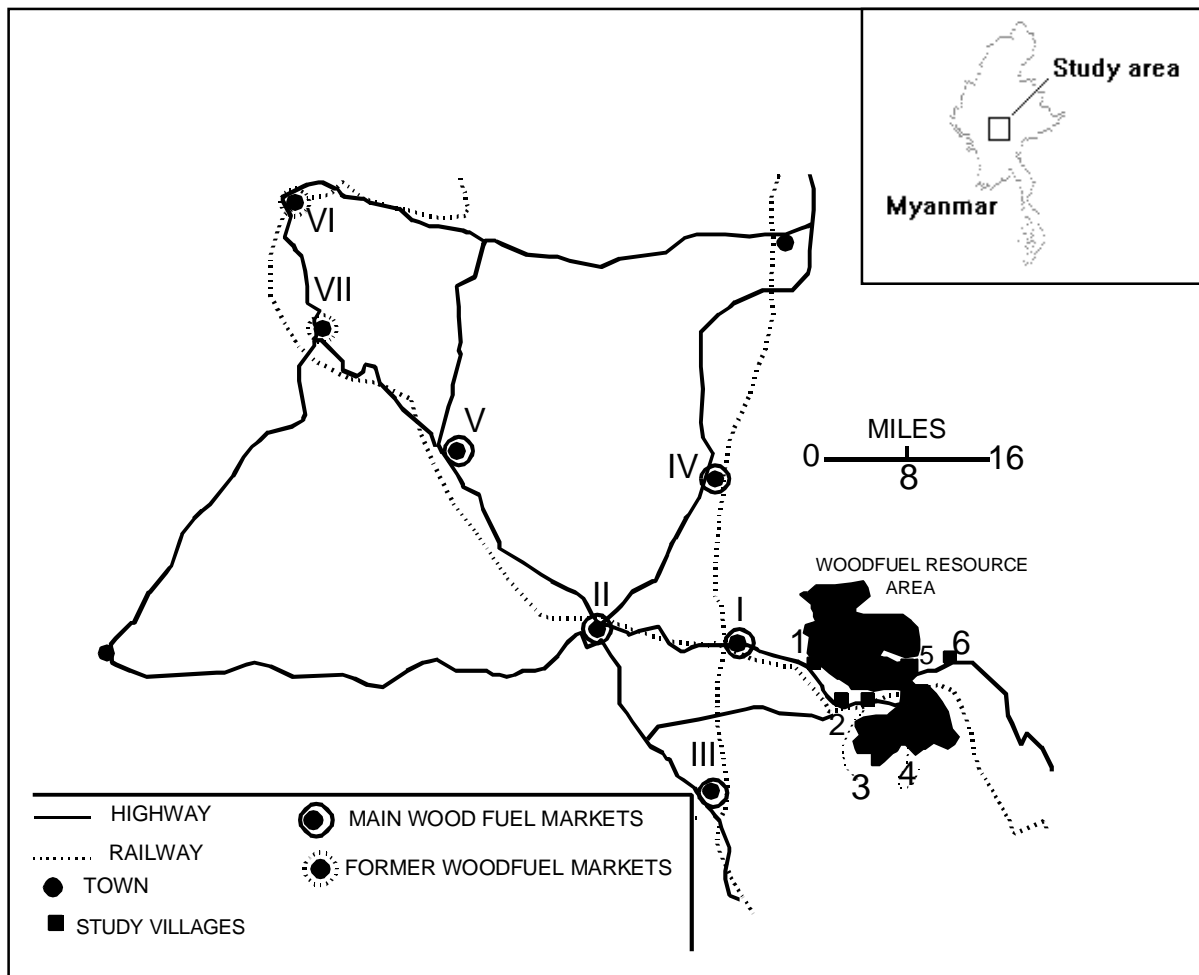 Study area
Myanmar
VI
VII
V
IV
MILES
0 8 16
WOODFUEL RESOURCE
AREA
II
I
1
5
6
2
III
3
4
HIGHWAY
MAIN WOOD FUEL MARKETS
RAILWAY
FORMER WOODFUEL MARKETS
TOWN
STUDY VILLAGES